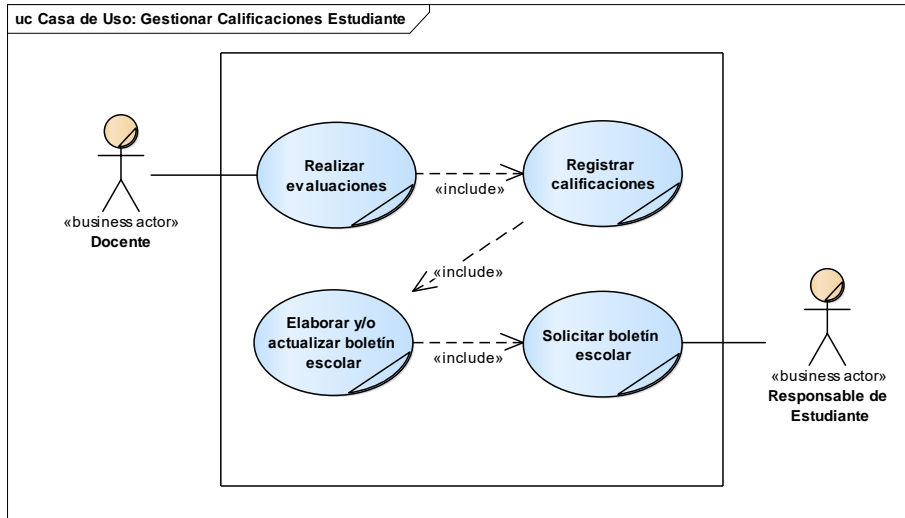 uc Casa de Uso: Gestionar Calificaciones Estudiante
Realizar
evaluaciones
«include»
Registrar
calificaciones
«business actor»
Docente
«include»
Elaborar y/o
actualizar boletín
escolar
«include»
Solicitar boletín
escolar
«business actor»
Responsable de
Estudiante